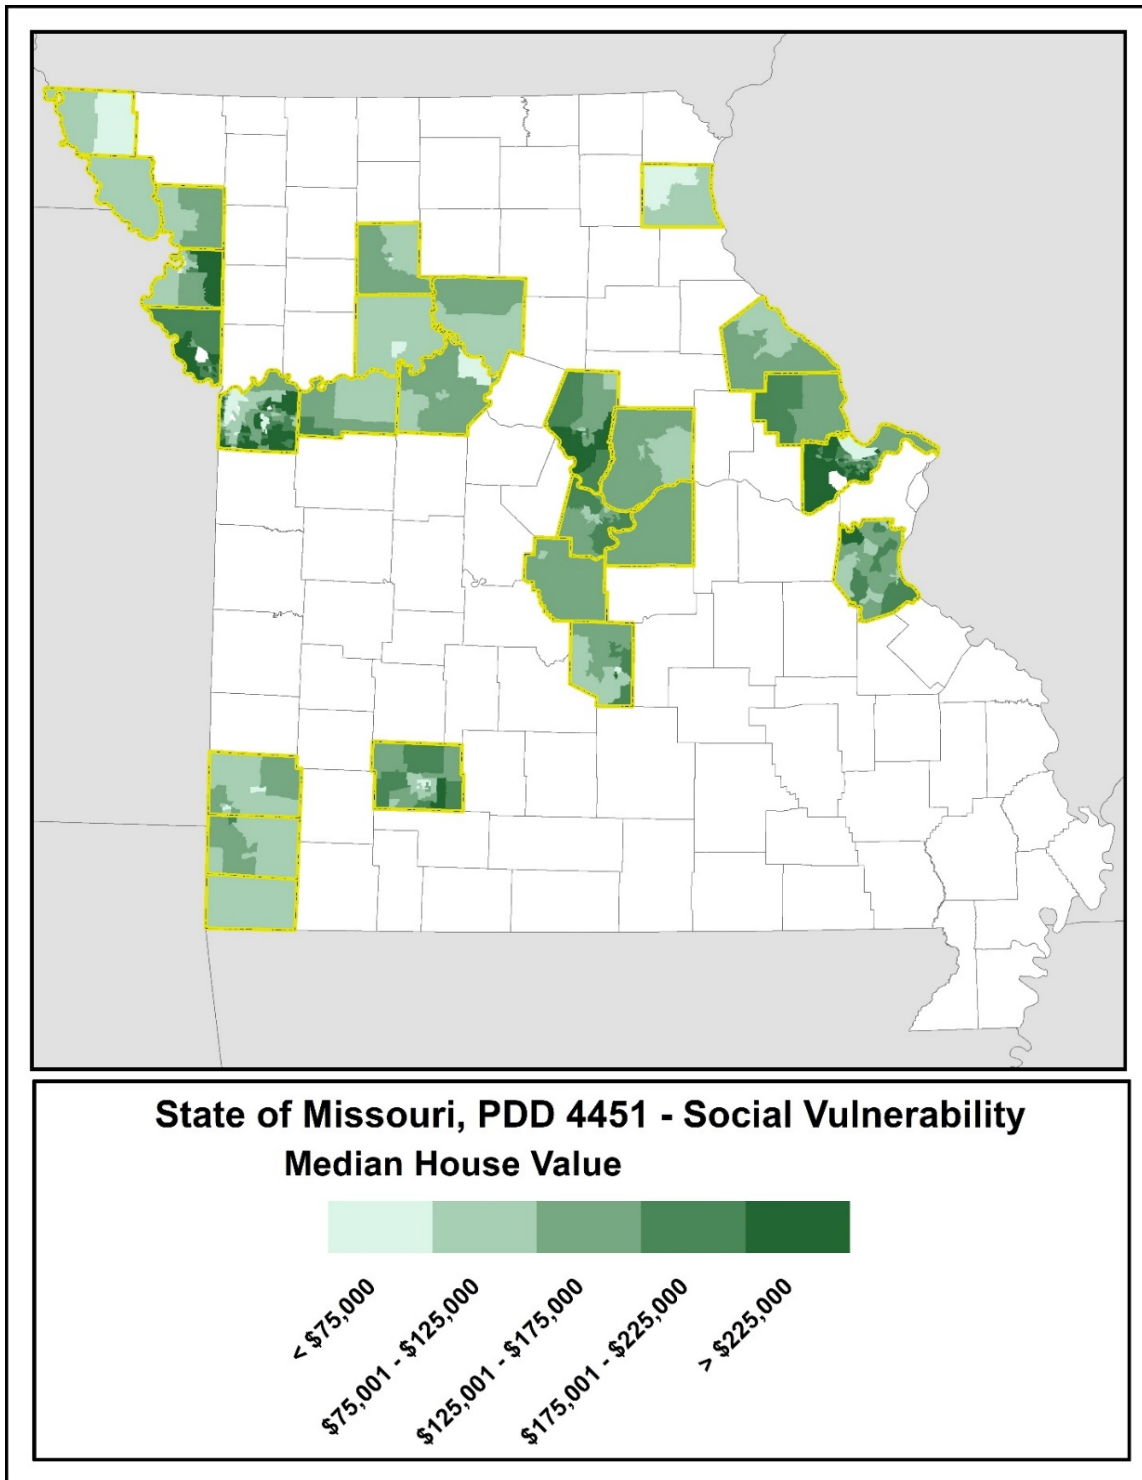 State of Missouri, PDD 4451 - Social Vulnerability
Median House Value
< $75,000
$75,001 - $125,000
$125,001 - $175,000
$175,001 - $225,000
> $225,000